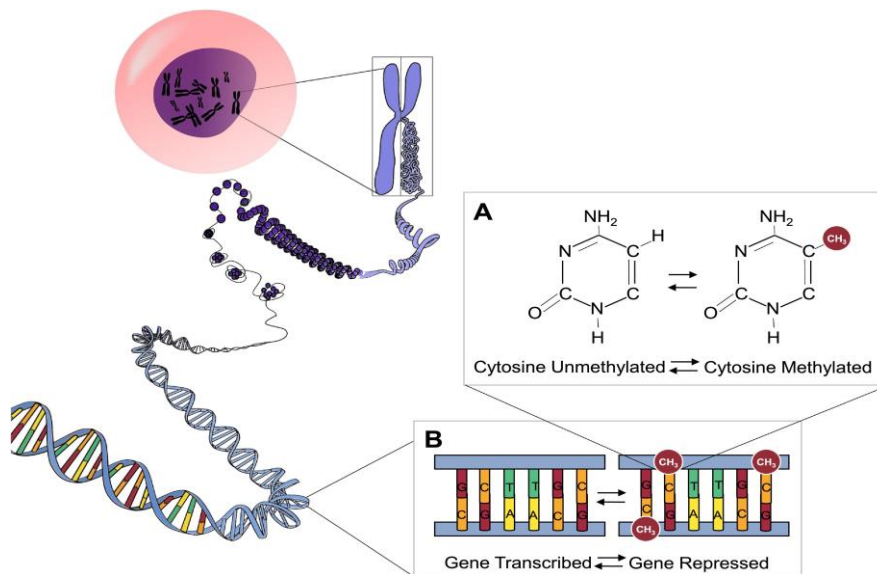 A
NH₂
H
N
C
C
C
C
O
N
H
H
NH₂
CH₃
N
C
C
C
C
O
N
H
H
Cytosine Unmethylated ⇌ Cytosine Methylated
B
CH₃
CH₃
G C T T G C
C G A A C G
G C T T G C
C G A A C G
CH₃
Gene Transcribed ⇌ Gene Repressed